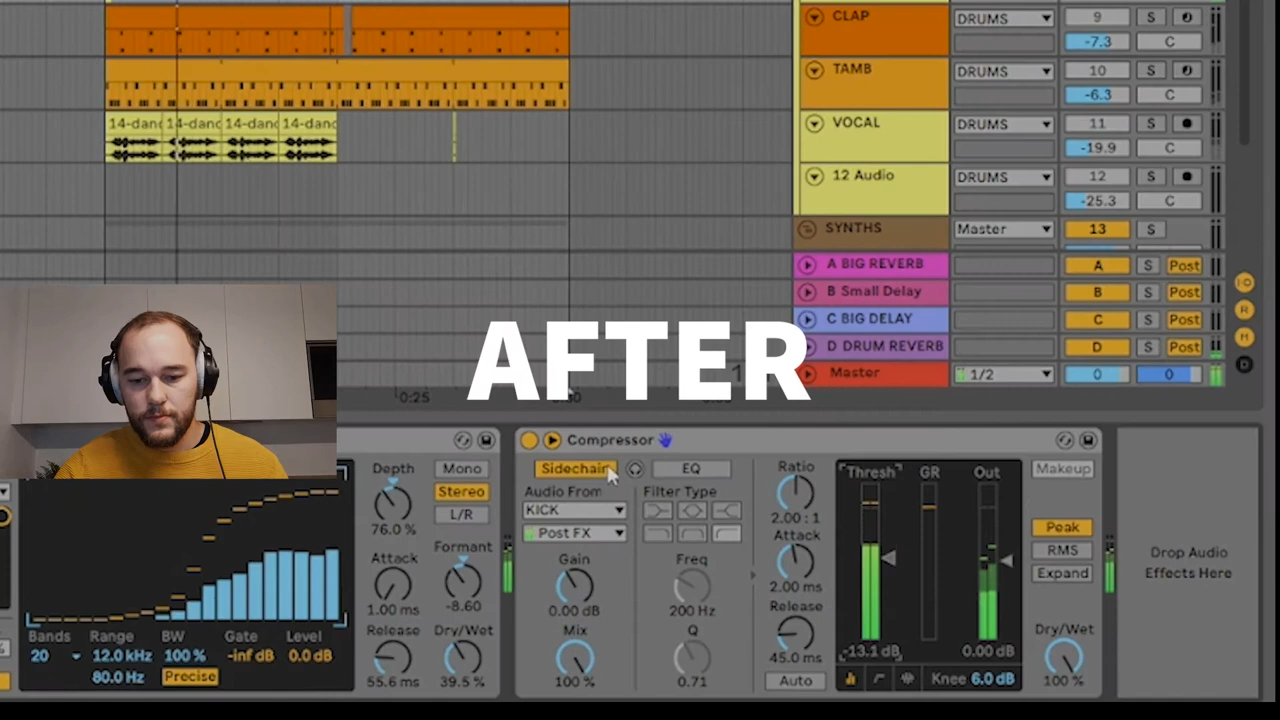 CLAP
DRUMS
9
S
-7.3
C
TAMB
DRUMS
10
S
-6.3
C
14-danc 14-danc 14-danc 14-danc
VOCAL
DRUMS
11
S
-19.9
C
12 Audio
DRUMS
12
S
-25.3
C
SYNTHS
Master
13
S
A BIG REVERB
A
S
Post
B Small Delay
B
S
Post
C BIG DELAY
C
S
Post
D DRUM REVERB
D
S
Post
Master
1/2
0
0
0:25
AFTER
Depth
76.0 %
Mono
Stereo
L/R
Attack
1.00 ms
Formant
-8.60
Release
55.6 ms
Dry/Wet
39.5 %
Bands
20
Range
12.0 kHz
80.0 Hz
BW
100 %
Precise
Gate
-inf dB
Level
0.0 dB
Compressor
Sidechain
EQ
Audio From
KICK
Post FX
Filter Type
Gain
0.00 dB
Freq
200 Hz
Mix
100 %
Q
0.71
Ratio
2.00 : 1
Attack
2.00 ms
Release
45.0 ms
Auto
Thresh
GR
Out
-13.1 dB
0.00 dB
Knee 6.0 dB
Makeup
Peak
RMS
Expand
Dry/Wet
100 %
Drop Audio
Effects Here